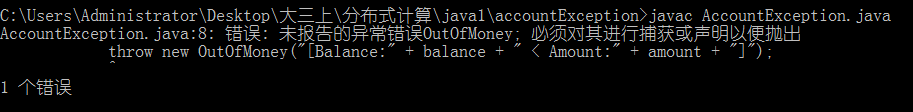 C:\Users\Administrator\Desktop\大三上\分布式计算\java1\accountException>javac AccountException.java
AccountException.java:8: 错误: 未报告的异常错误OutOfMoney; 必须对其进行捕获或声明以便抛出
throw new OutOfMoney("[Balance:" + balance + " < Amount:" + amount + "]");
^
1 个错误